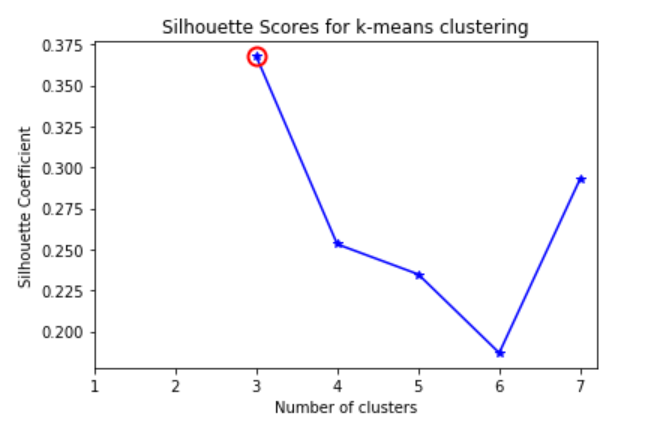 Silhouette Scores for k-means clustering
0.375
0.350
0.325
0.300
0.275
0.250
0.225
0.200
Silhouette Coefficient
1 2 3 4 5 6 7
Number of clusters